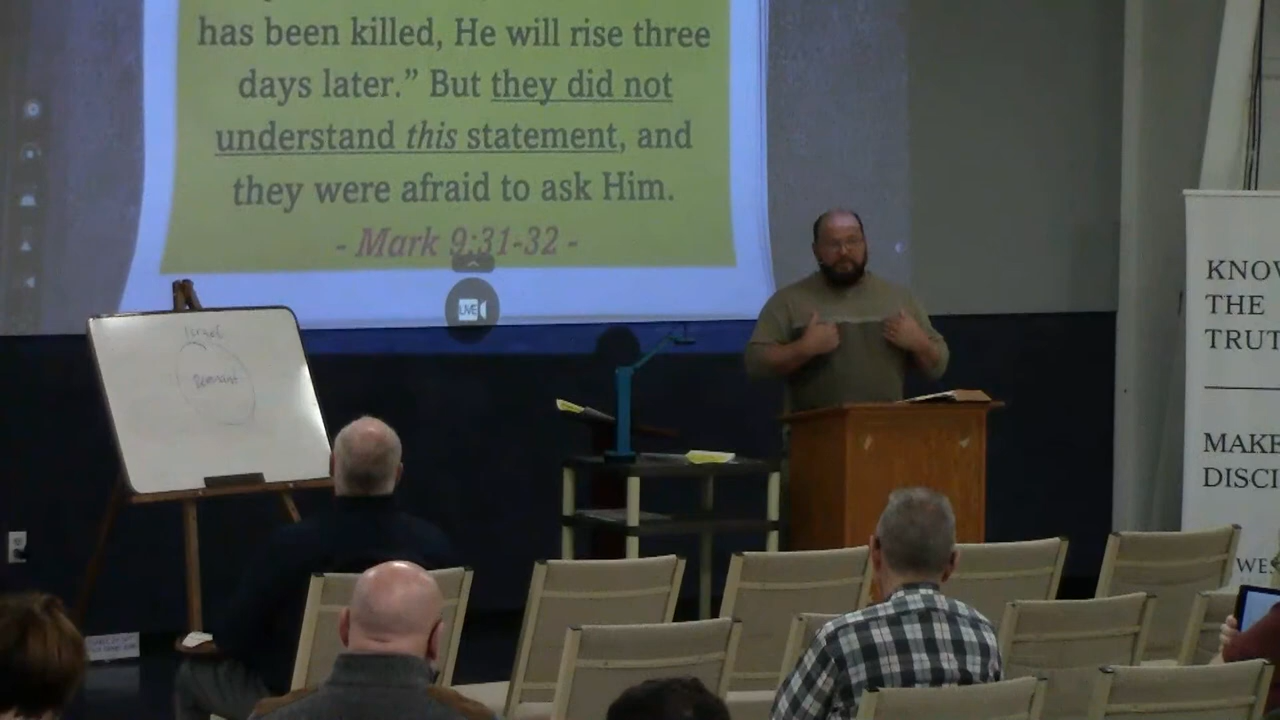 has been killed, He will rise three
days later.” But they did not
understand this statement, and
they were afraid to ask Him.
- Mark 9:31-32 -
LIVE
Israel
Remnant
KNOW
THE
TRUT
MAKE
DISCI
WES